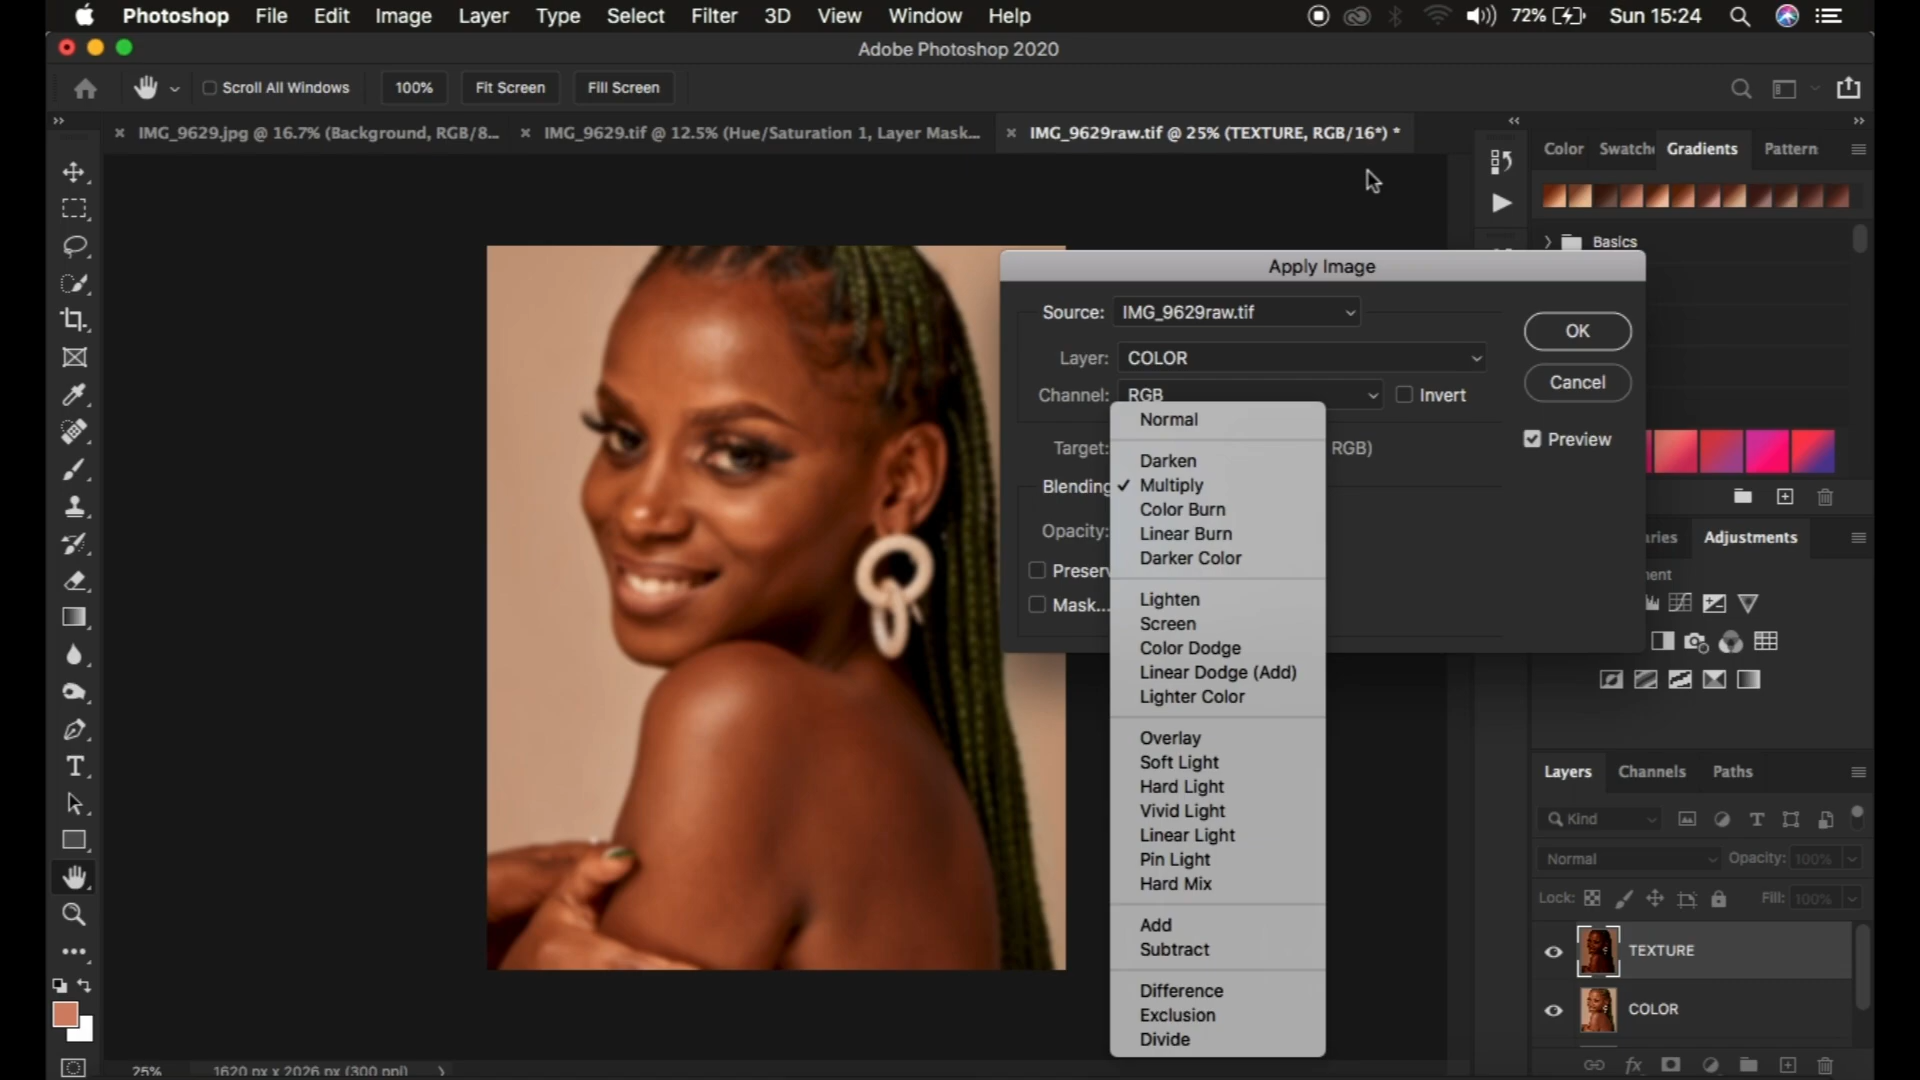 Photoshop File Edit Image Layer Type Select Filter 3D View Window Help 72% Sun 15:24
Adobe Photoshop 2020
Scroll All Windows 100% Fit Screen Fill Screen
IMG_9629.jpg @ 16.7% (Background, RGB/8... IMG_9629.tif @ 12.5% (Hue/Saturation 1, Layer Mask... IMG_9629raw.tif @ 25% (TEXTURE, RGB/16*) *
Color Swatche Gradients Pattern
Basics
Apply Image
Source: IMG_9629raw.tif
OK
Layer: COLOR
Cancel
Channel: RGB Invert
Preview
Target: RGB)
Blending
Opacity:
Preserv
Mask...
Normal
Darken
Multiply
Color Burn
Linear Burn
Darker Color
Lighten
Screen
Color Dodge
Linear Dodge (Add)
Lighter Color
Overlay
Soft Light
Hard Light
Vivid Light
Linear Light
Pin Light
Hard Mix
Add
Subtract
Difference
Exclusion
Divide
aries Adjustments
ment
Layers Channels Paths
Kind
Normal Opacity: 100%
Lock: Fill: 100%
TEXTURE
COLOR
fx
25% 1620 px x 2026 px (300 ppi)